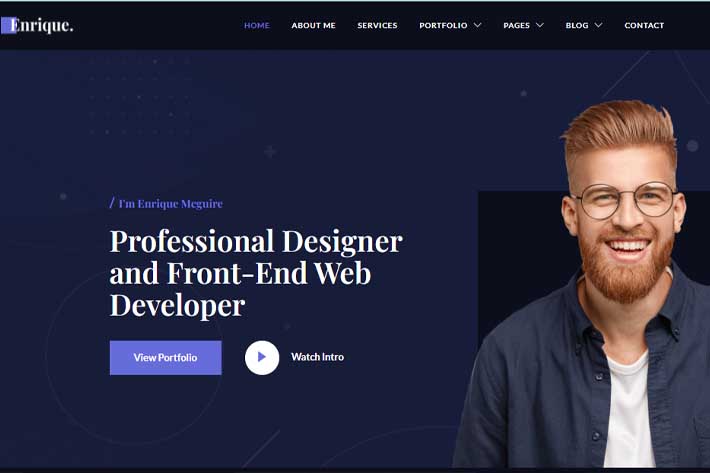 Enrique.
HOME ABOUT ME SERVICES PORTFOLIO PAGES BLOG CONTACT
/ I'm Enrique Mcguire
Professional Designer
and Front-End Web
Developer
View Portfolio
Watch Intro